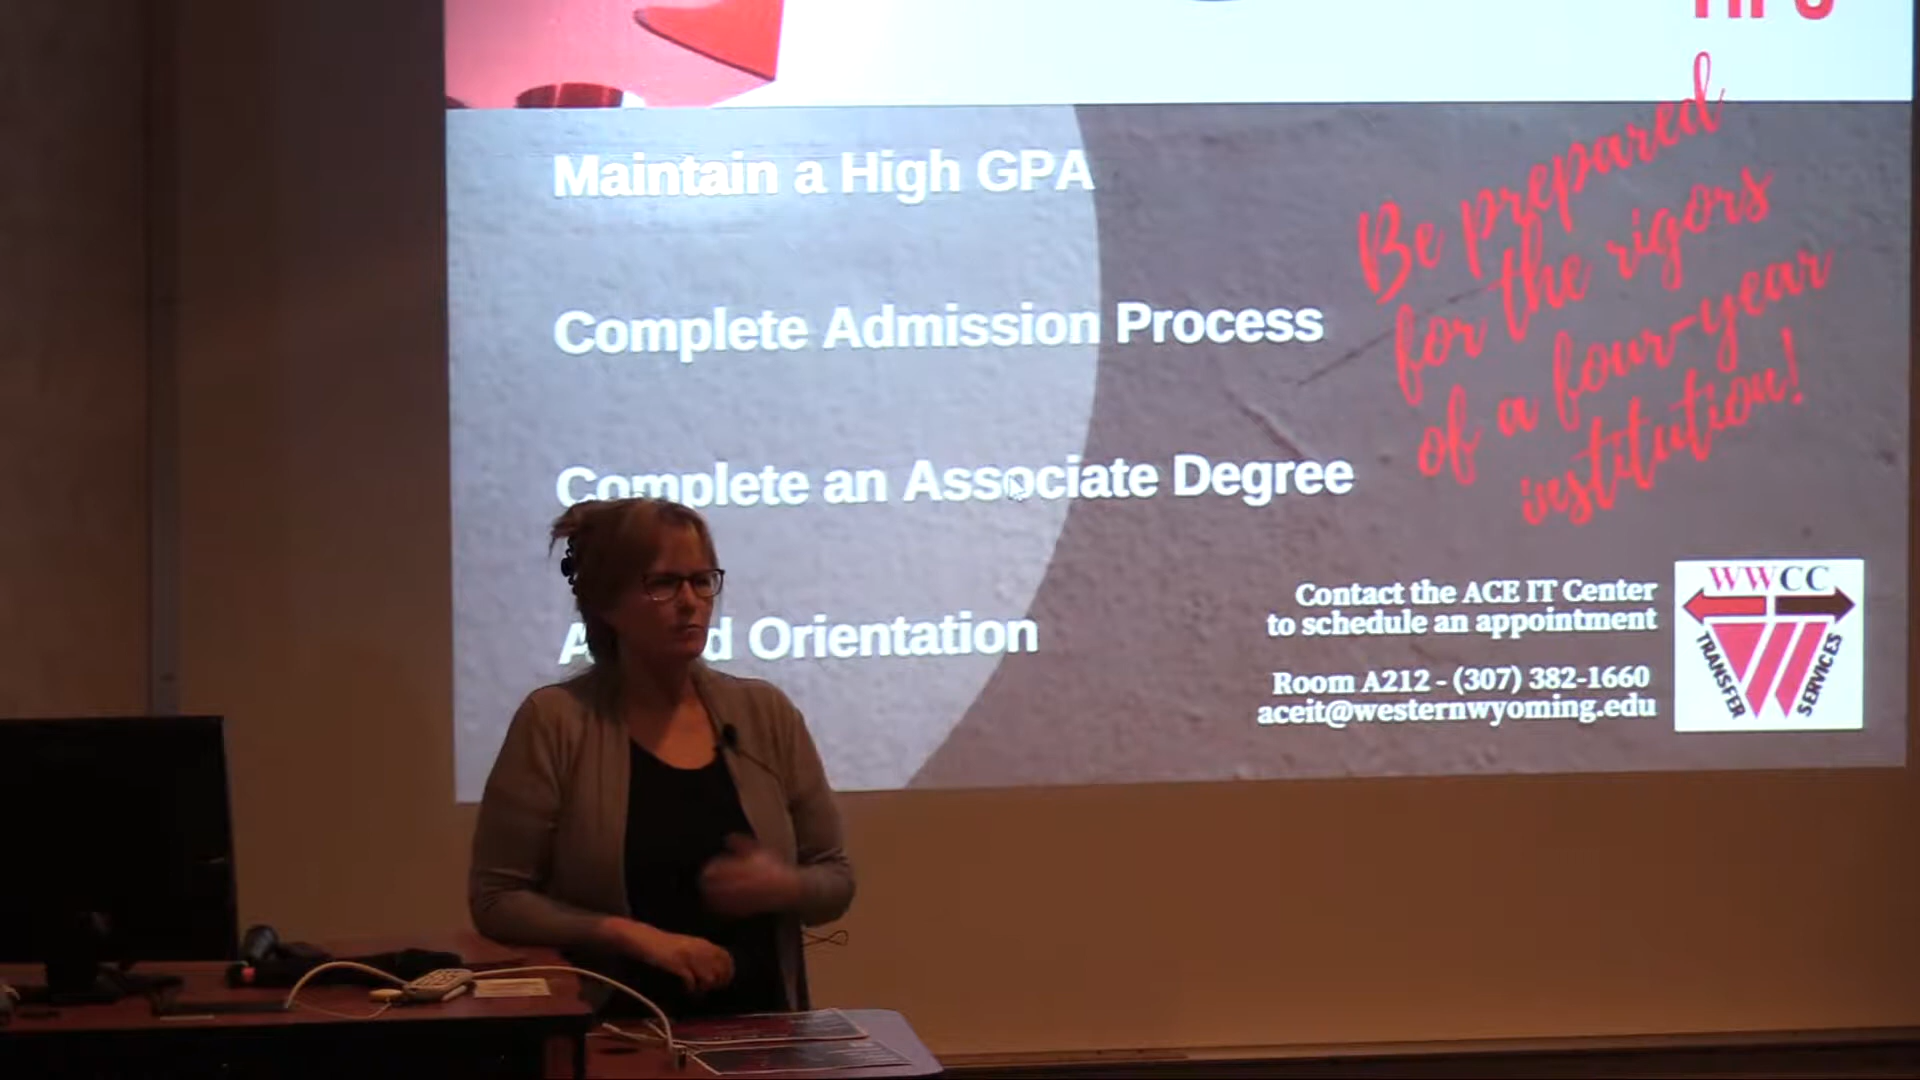 TIPS
Maintain a High GPA
Complete Admission Process
Complete an Associate Degree
Orientation
Be prepared
for the rigors
of a four-year
institution!
Contact the ACE IT Center
to schedule an appointment
Room A212 - (307) 382-1660
aceit@westernwyoming.edu
WWCC
TRANSFER
SERVICES